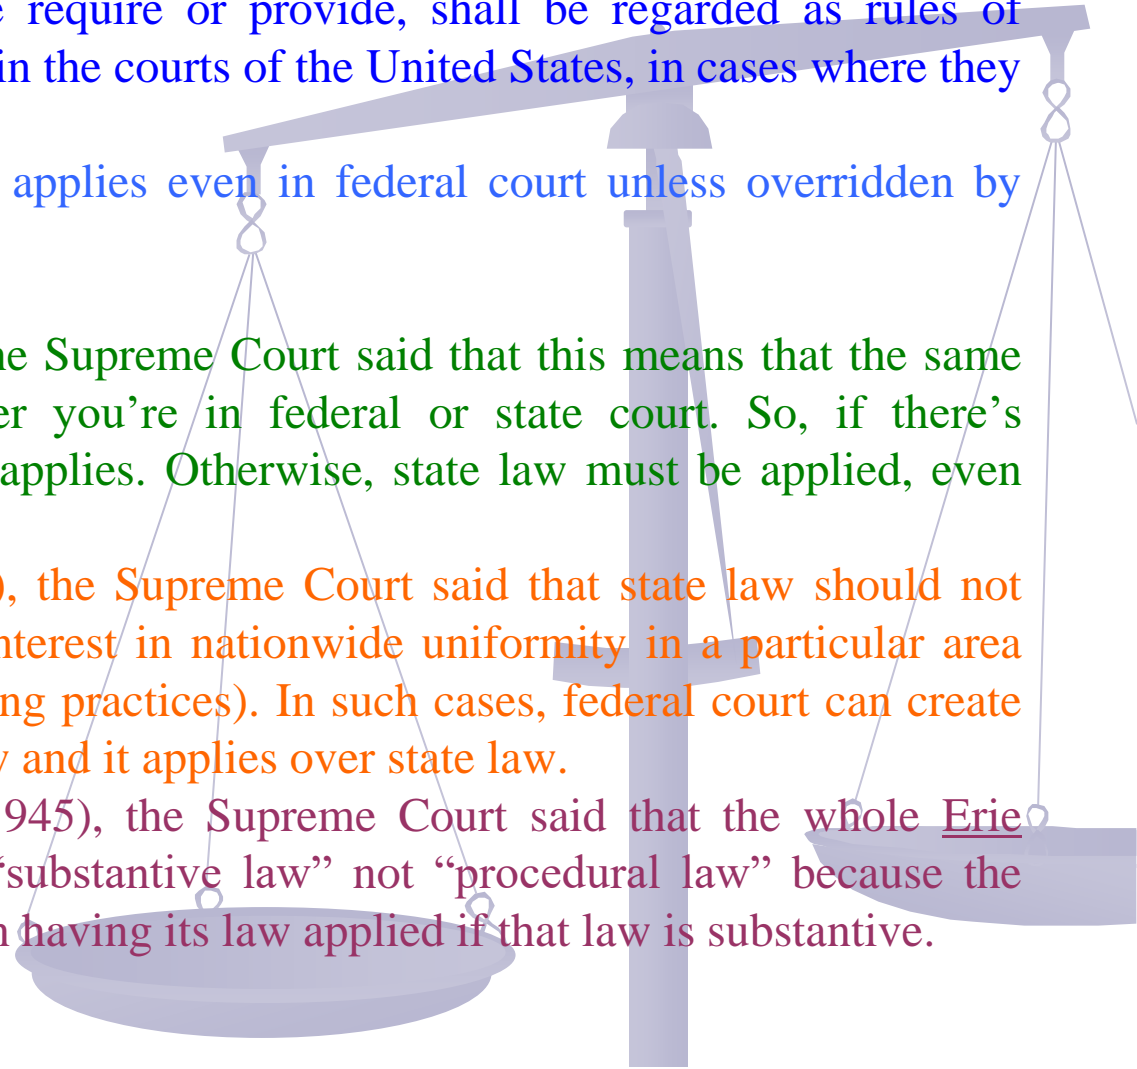 require or provide, shall be regarded as rules of
in the courts of the United States, in cases where they
applies even in federal court unless overridden by
Supreme Court said that this means that the same
you’re in federal or state court. So, if there’s
applies. Otherwise, state law must be applied, even
), the Supreme Court said that state law should not
nterest in nationwide uniformity in a particular area
ng practices). In such cases, federal court can create
and it applies over state law.
945), the Supreme Court said that the whole Erie
“substantive law” not “procedural law” because the
having its law applied if that law is substantive.